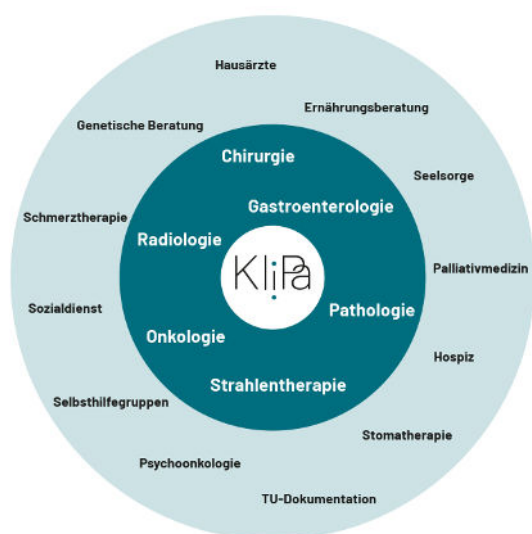 Hausärzte
Ernährungsberatung
Genetische Beratung
Chirurgie
Seelsorge
Gastroenterologie
Schmerztherapie
Radiologie
Palliativmedizin
KliPa
Sozialdienst
Pathologie
Onkologie
Hospiz
Strahlentherapie
Selbsthilfegruppen
Stomatherapie
Psychoonkologie
TU-Dokumentation